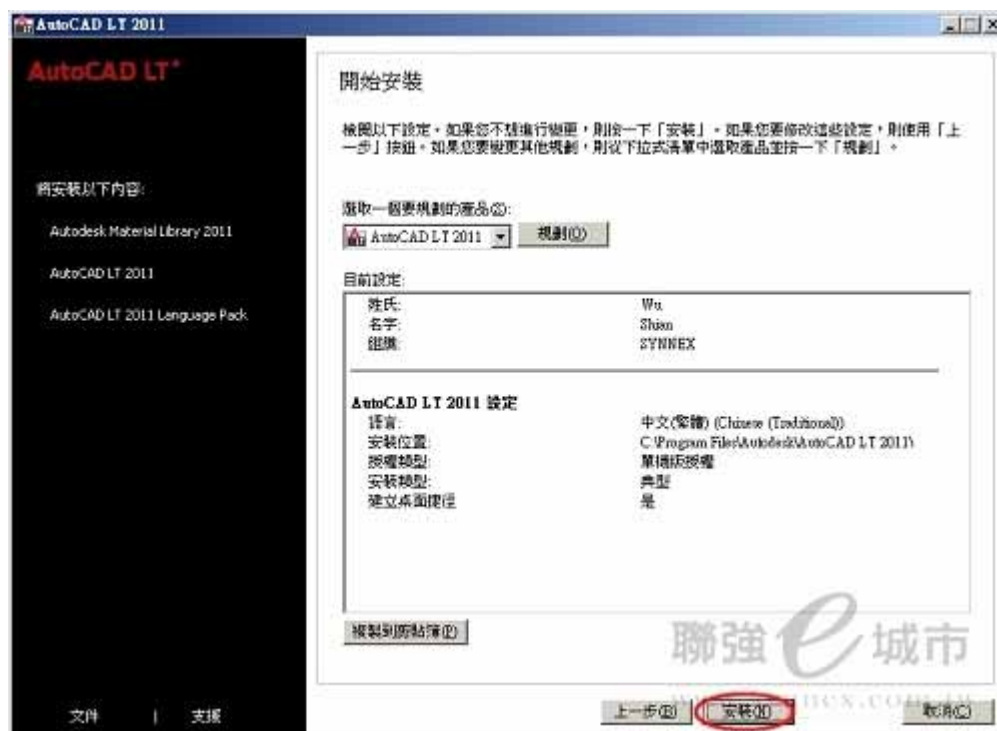 AutoCAD LT 2011
AutoCAD LT
開始安裝
檢閱以下設定。如果您不想進行變更，則按一下「安裝」。如果您要修改這些設定，則使用「上
一步」按鈕。如果您要變更其他規劃，則從下拉式清單中選取產品並按一下「規劃」。
將安裝以下內容:
Autodesk Material Library 2011
AutoCAD LT 2011
AutoCAD LT 2011 Language Pack
選取一個要規劃的產品(S):
AutoCAD LT 2011 規劃(O)
目前設定:
姓氏: Wu
名字: Shian
組織: SYNNEX
AutoCAD LT 2011 設定
語言: 中文(繁體) (Chinese (Traditional))
安裝位置: C:\Program Files\Autodesk\AutoCAD LT 2011\
授權類型: 單機版授權
安裝類型: 典型
建立桌面捷徑 是
複製到剪貼簿(P)
聯強e城市
文件 | 支援
上一步(B) 安裝(N) 取消(C)